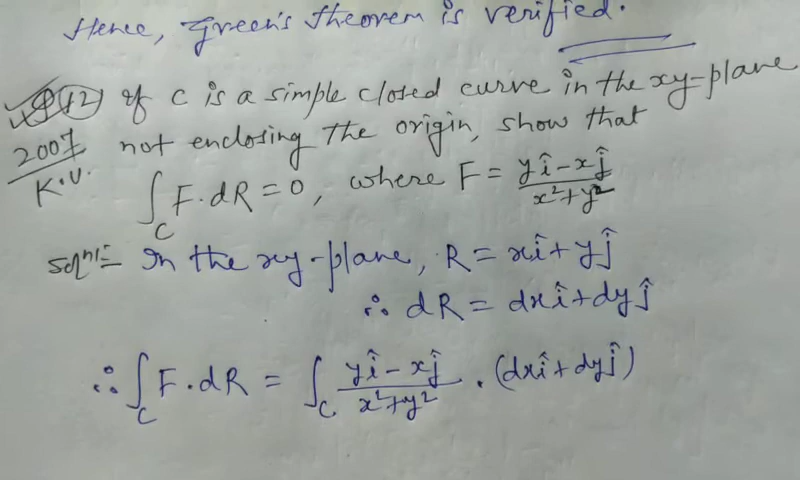 Hence, Green's theorem is verified.
Q 12) If C is a simple closed curve in the xy-plane
2007 not enclosing the origin, show that
K.U. ∫_C F.dR = 0, where F = (yî - xĵ)/(x²+y²)
Solⁿ:- In the xy-plane, R = xî + yĵ
∴ dR = dxî + dyĵ
∴ ∫_C F.dR = ∫_C (yî - xĵ)/(x²+y²) . (dxî + dyĵ)